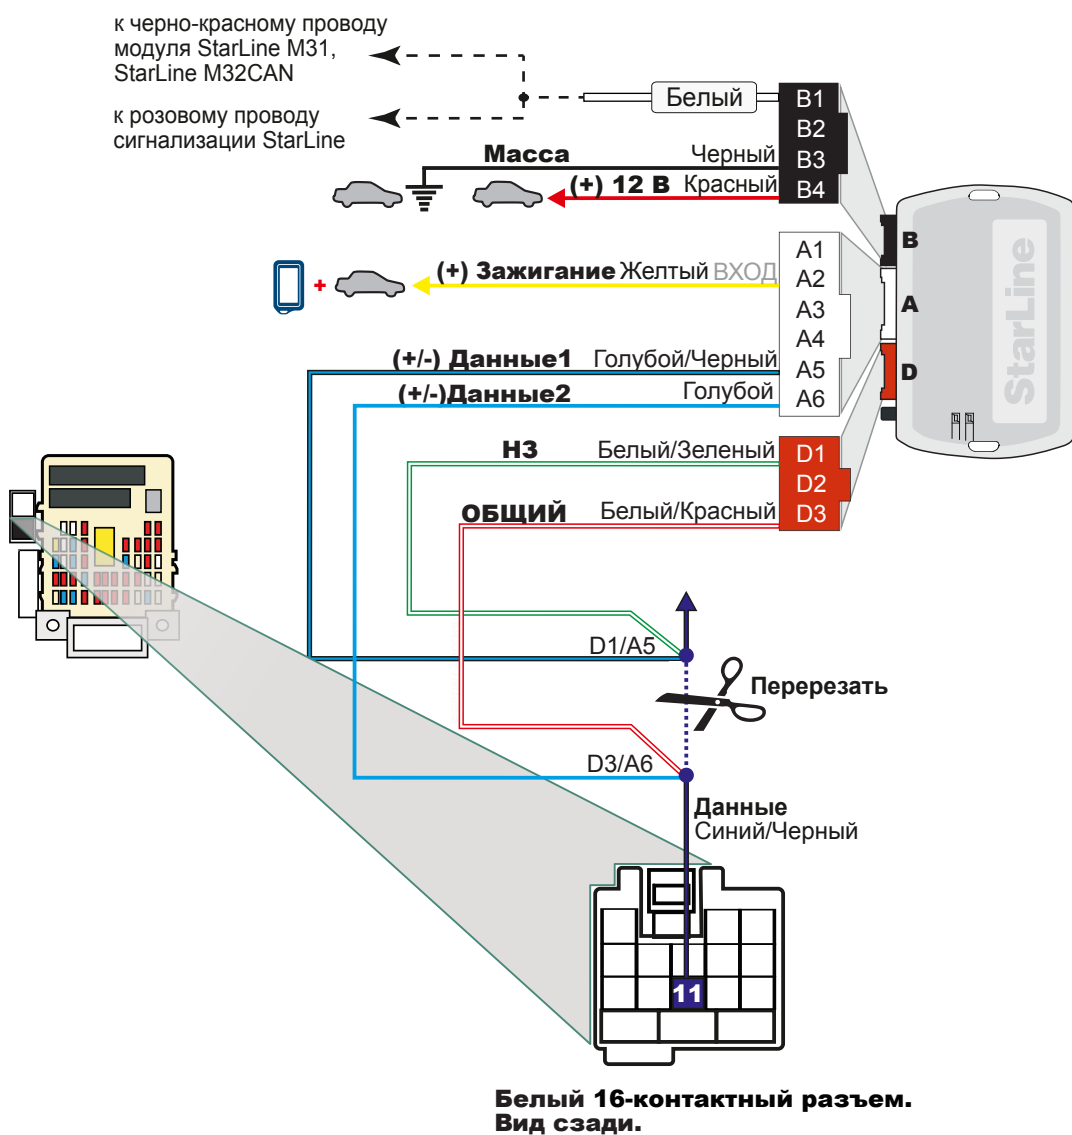 к черно-красному проводу
модуля StarLine M31,
StarLine M32CAN
к розовому проводу
сигнализации StarLine
Белый
B1
B2
Масса Черный B3
(+) 12 В Красный B4
A1
(+) Зажигание Желтый ВХОД A2
A3
A4
(+/-) Данные1 Голубой/Черный A5
(+/-)Данные2 Голубой A6
НЗ Белый/Зеленый D1
D2
ОБЩИЙ Белый/Красный D3
B
A
D
StarLine
+
D1/A5
Перерезать
D3/A6
Данные
Синий/Черный
11
Белый 16-контактный разъем.
Вид сзади.